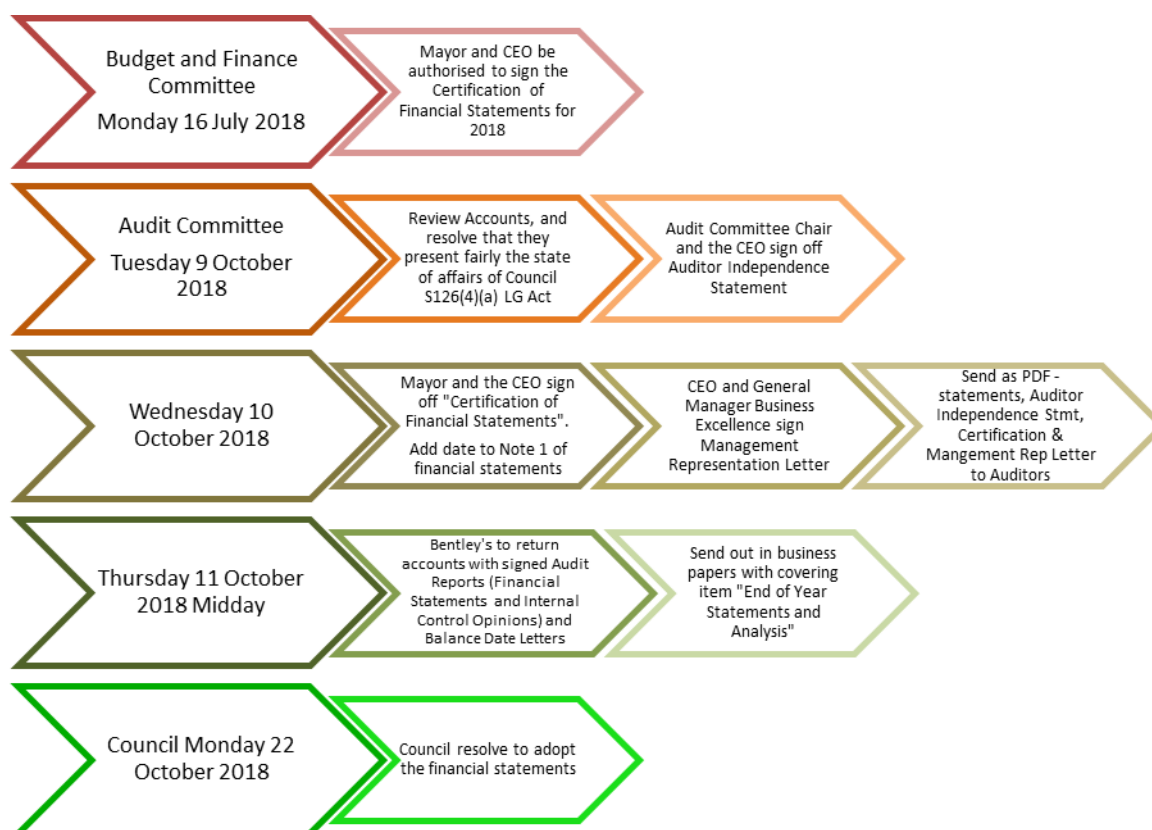 Budget and Finance
Committee
Monday 16 July 2018
Mayor and CEO be
authorised to sign the
Certification of
Financial Statements for
2018
Audit Committee
Tuesday 9 October
2018
Review Accounts, and
resolve that they
present fairly the state
of affairs of Council
S126(4)(a) LG Act
Audit Committee Chair
and the CEO sign off
Auditor Independence
Statement
Wednesday 10
October 2018
Mayor and the CEO sign
off "Certification of
Financial Statements".
Add date to Note 1 of
financial statements
CEO and General
Manager Business
Excellence sign
Management
Representation Letter
Send as PDF -
statements, Auditor
Independence Stmt,
Certification &
Mangement Rep Letter
to Auditors
Thursday 11 October
2018 Midday
Bentley's to return
accounts with signed Audit
Reports (Financial
Statements and Internal
Control Opinions) and
Balance Date Letters
Send out in business
papers with covering
item "End of Year
Statements and
Analysis"
Council Monday 22
October 2018
Council resolve to adopt
the financial statements